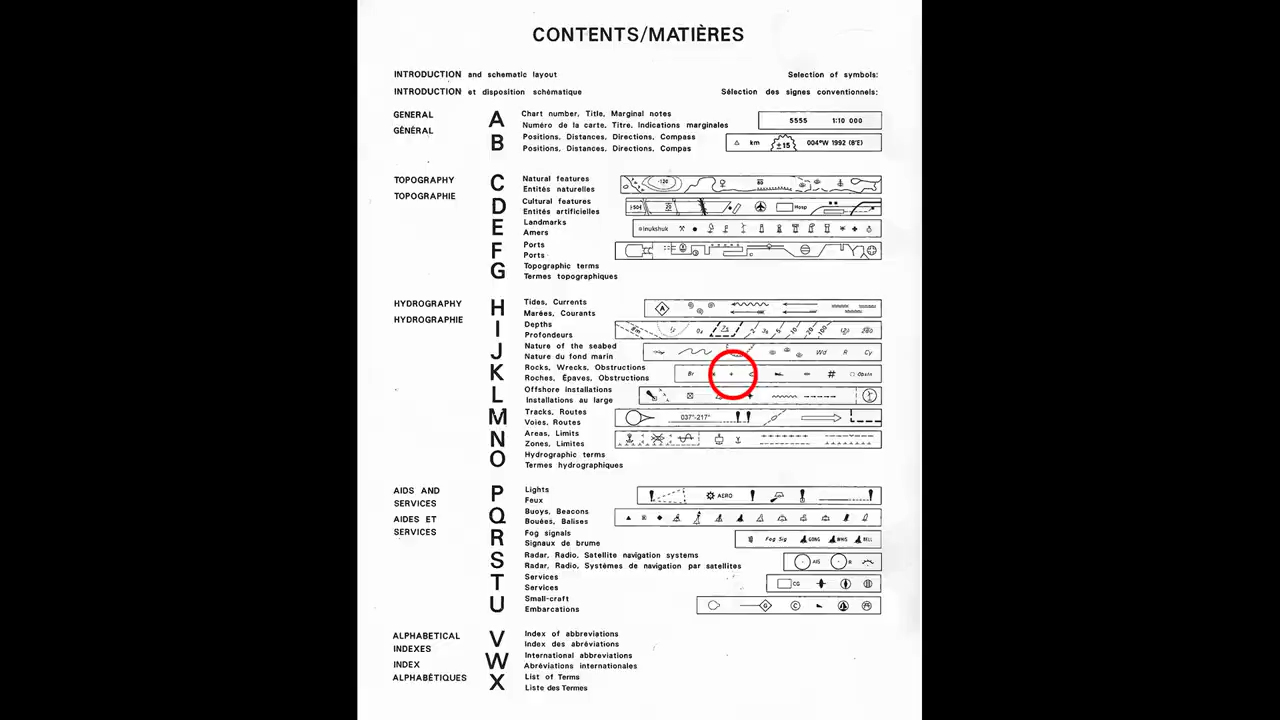 CONTENTS/MATIÈRES
INTRODUCTION and schematic layout Selection of symbols:
INTRODUCTION et disposition schématique Sélection des signes conventionnels:
GENERAL
GÉNÉRAL
A Chart number, Title, Marginal notes
Numéro de la carte, Titre, Indications marginales
5555 1:10 000
B Positions, Distances, Directions, Compass
Positions, Distances, Directions, Compas
km ±15 004°W 1992 (8'E)
TOPOGRAPHY
TOPOGRAPHIE
C Natural features
Entités naturelles
D Cultural features
Entités artificielles
Hosp
E Landmarks
Amers
Inukshuk
F Ports
Ports
G Topographic terms
Termes topographiques
HYDROGRAPHY
HYDROGRAPHIE
H Tides, Currents
Marées, Courants
A
I Depths
Profondeurs
J Nature of the seabed
Nature du fond marin
Wd R Cy
K Rocks, Wrecks, Obstructions
Roches, Épaves, Obstructions
Br # Obstn
L Offshore installations
Installations au large
M Tracks, Routes
Voies, Routes
037°-217°
N Areas, Limits
Zones, Limites
O Hydrographic terms
Termes hydrographiques
AIDS AND
SERVICES
AIDES ET
SERVICES
P Lights
Feux
AERO
Q Buoys, Beacons
Bouées, Balises
R Fog signals
Signaux de brume
Fog Sig GONG WHIS BELL
S Radar, Radio, Satellite navigation systems
Radar, Radio, Systèmes de navigation par satellites
AIS R
T Services
Services
CG
U Small-craft
Embarcations
G C
ALPHABETICAL
INDEXES
INDEX
ALPHABÉTIQUES
V Index of abbreviations
Index des abréviations
W International abbreviations
Abréviations internationales
X List of Terms
Liste des Termes